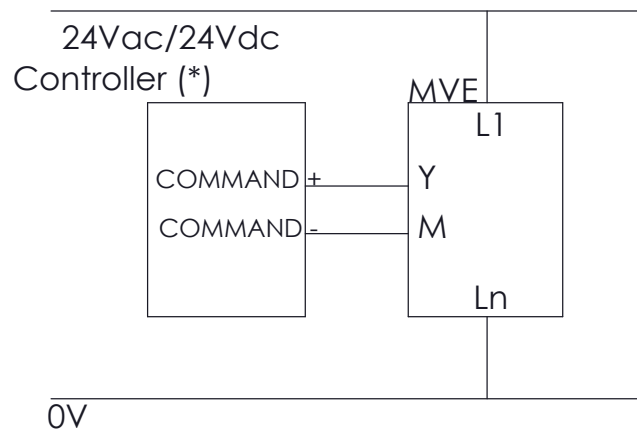 24Vac/24Vdc
Controller (*)
MVE
L1
COMMAND +
Y
COMMAND -
M
Ln
0V